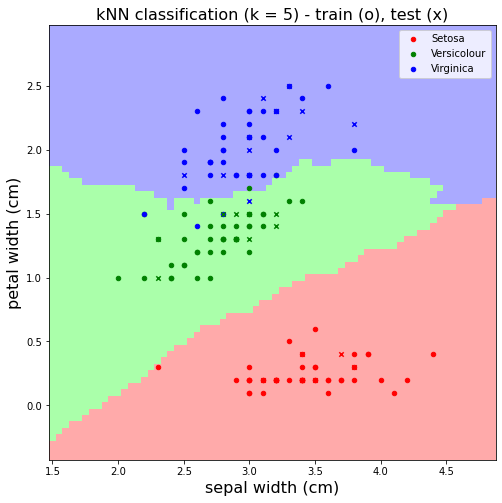 kNN classification (k = 5) - train (o), test (x)
Setosa
Versicolour
Virginica
petal width (cm)
2.5
2.0
1.5
1.0
0.5
0.0
1.5 2.0 2.5 3.0 3.5 4.0 4.5
sepal width (cm)